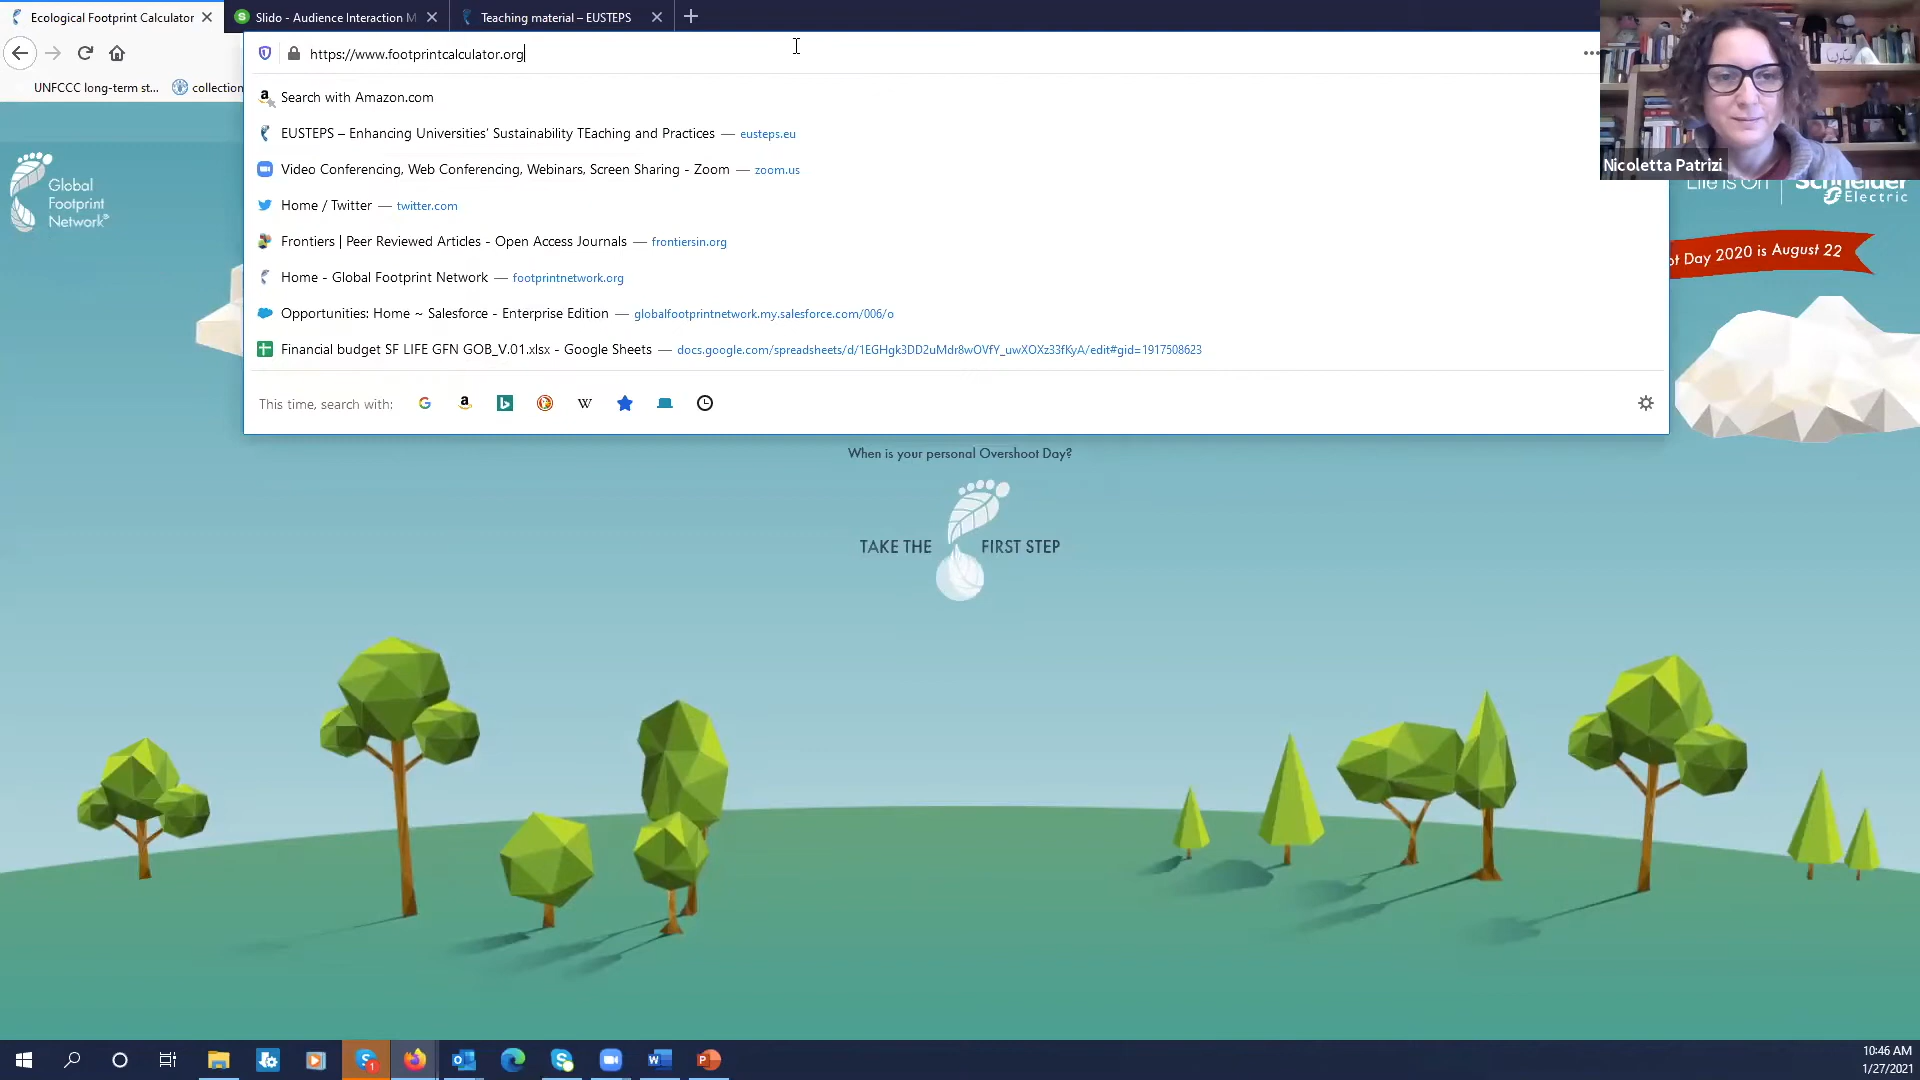 Ecological Footprint Calculator
Slido - Audience Interaction M
Teaching material – EUSTEPS
https://www.footprintcalculator.org
UNFCCC long-term st...
collection
Search with Amazon.com
EUSTEPS – Enhancing Universities' Sustainability TEaching and Practices — eusteps.eu
Video Conferencing, Web Conferencing, Webinars, Screen Sharing - Zoom — zoom.us
Home / Twitter — twitter.com
Frontiers | Peer Reviewed Articles - Open Access Journals — frontiersin.org
Home - Global Footprint Network — footprintnetwork.org
Opportunities: Home ~ Salesforce - Enterprise Edition — globalfootprintnetwork.my.salesforce.com/006/o
Financial budget SF LIFE GFN GOB_V.01.xlsx - Google Sheets — docs.google.com/spreadsheets/d/1EGHgk3DD2uMdr8wOVfY_uwXOXz33fKyA/edit#gid=1917508623
This time, search with:
Nicoletta Patrizi
Global
Footprint
Network®
Life Is On
Schneider
Electric
ot Day 2020 is August 22
When is your personal Overshoot Day?
TAKE THE FIRST STEP
10:46 AM
1/27/2021